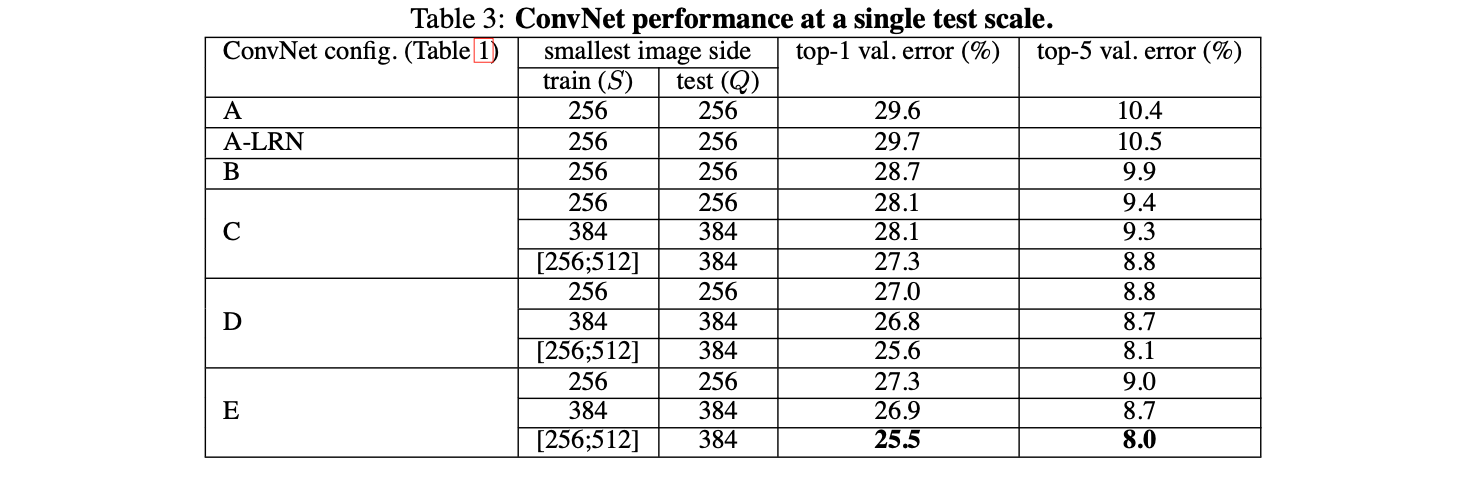 Table 3: ConvNet performance at a single test scale.
ConvNet config. (Table 1) smallest image side top-1 val. error (%) top-5 val. error (%)
train (S) test (Q)
A 256 256 29.6 10.4
A-LRN 256 256 29.7 10.5
B 256 256 28.7 9.9
256 256 28.1 9.4
C 384 384 28.1 9.3
[256;512] 384 27.3 8.8
256 256 27.0 8.8
D 384 384 26.8 8.7
[256;512] 384 25.6 8.1
256 256 27.3 9.0
E 384 384 26.9 8.7
[256;512] 384 25.5 8.0